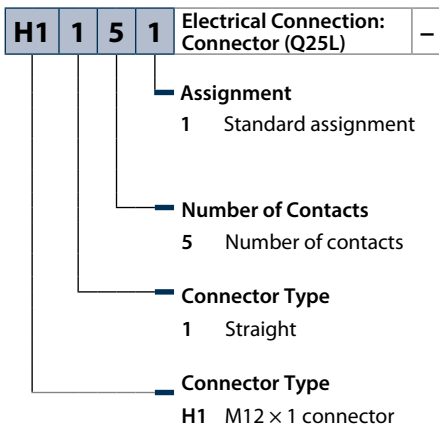 H1 1 5 1 Electrical Connection: –
Connector (Q25L)
Assignment
1 Standard assignment
Number of Contacts
5 Number of contacts
Connector Type
1 Straight
Connector Type
H1 M12 × 1 connector